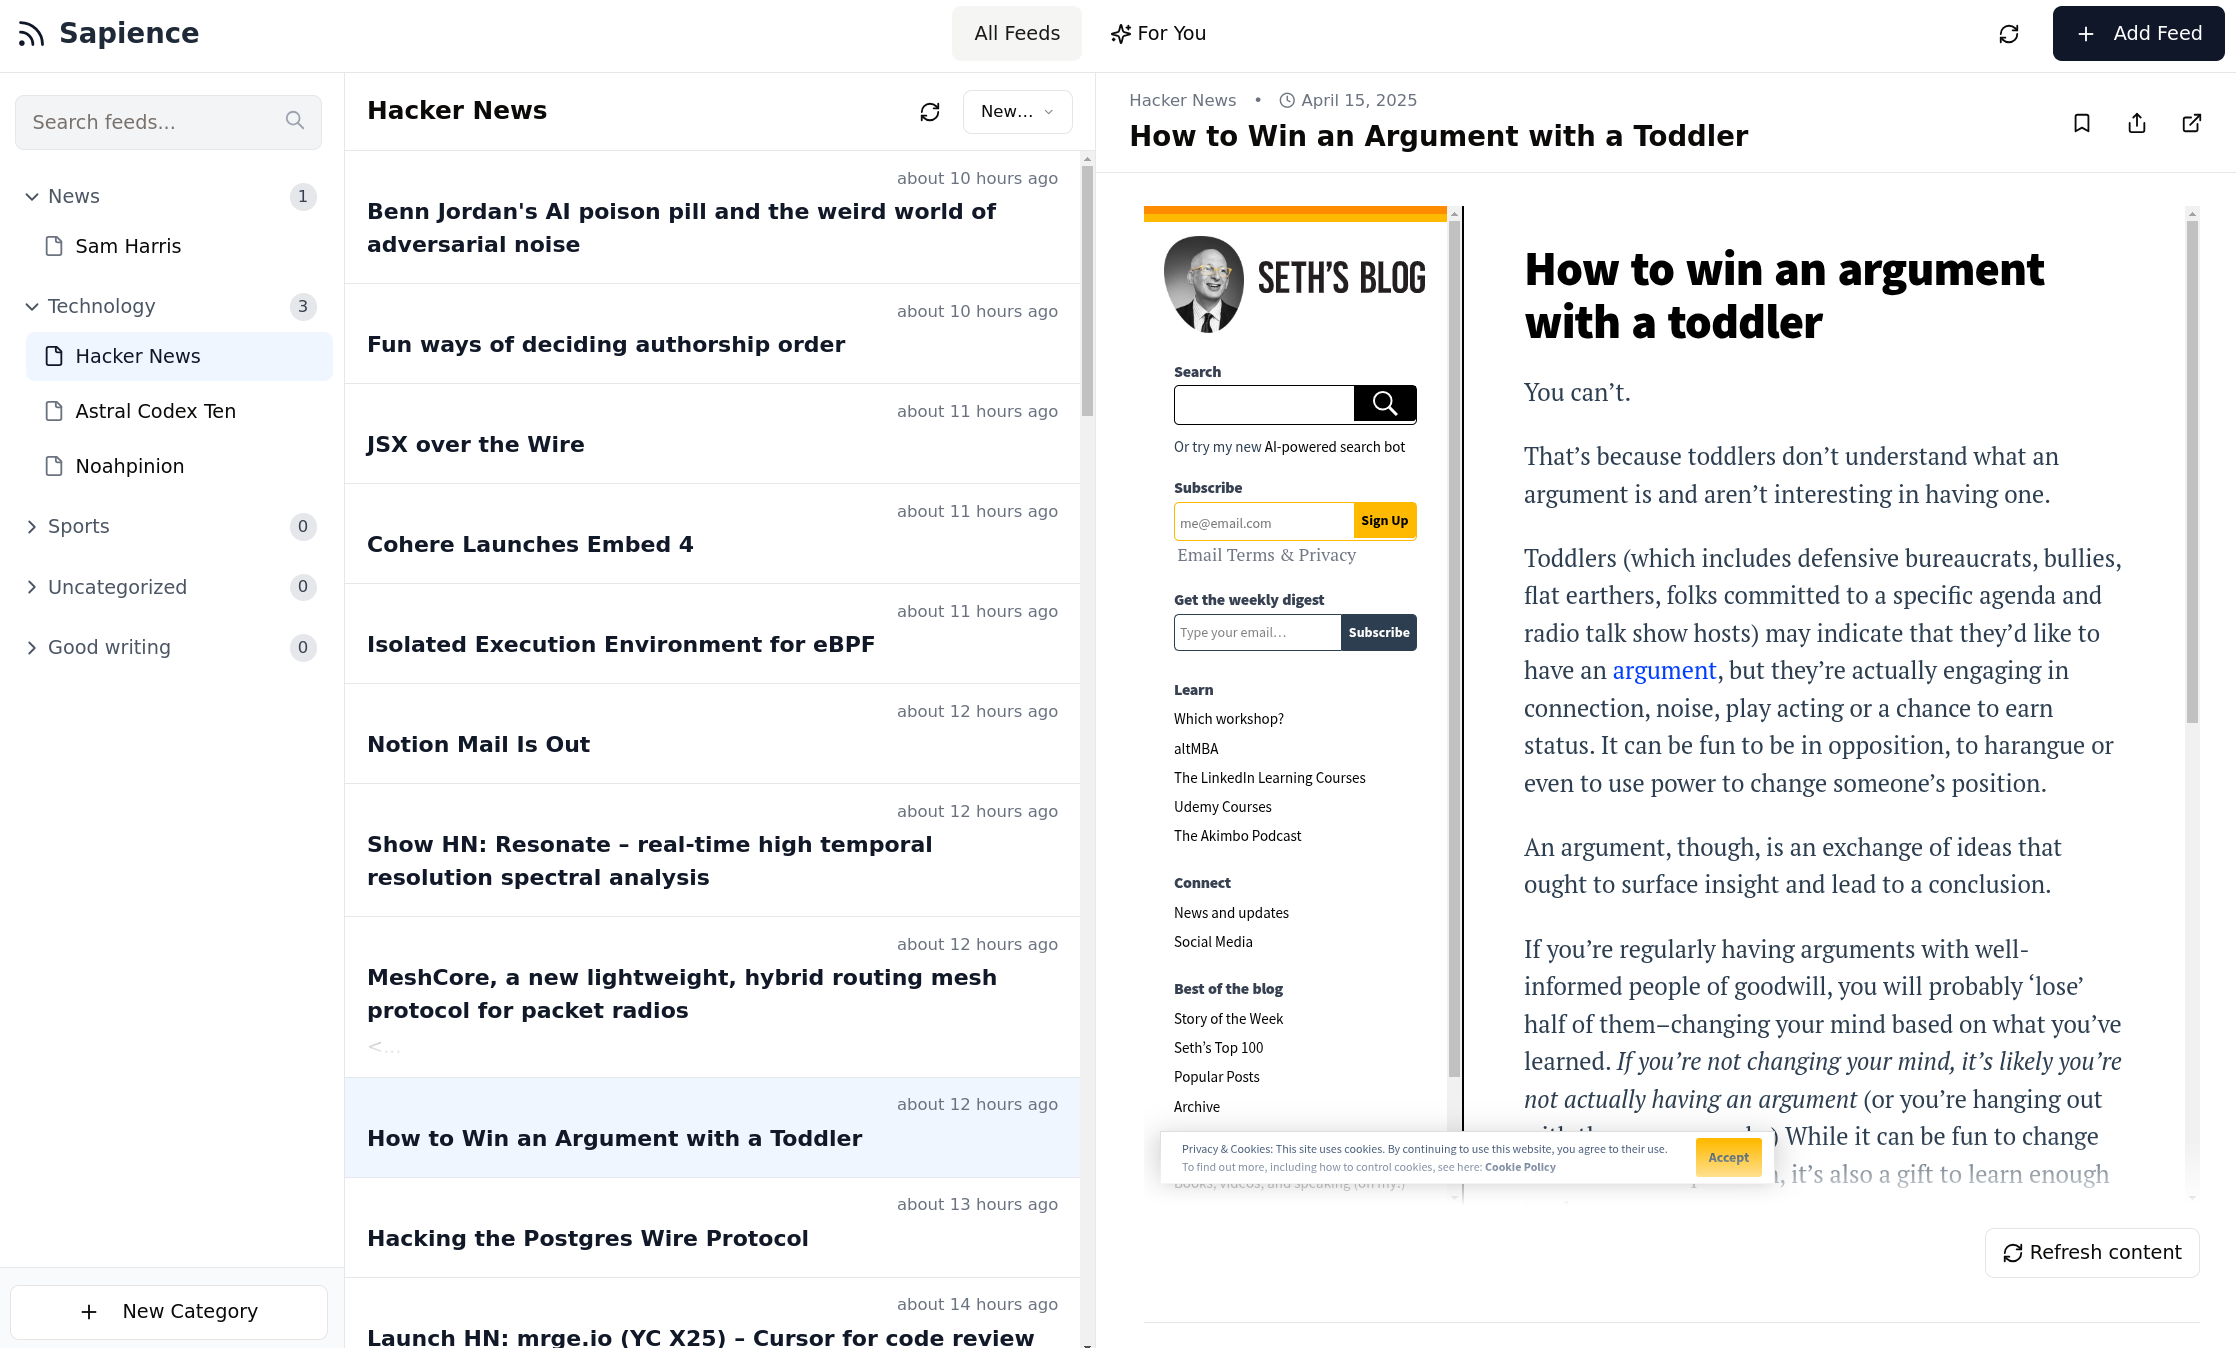 Sapience
All Feeds
For You
Add Feed
Search feeds...
News
1
Sam Harris
Technology
3
Hacker News
Astral Codex Ten
Noahpinion
Sports
0
Uncategorized
0
Good writing
0
New Category
Hacker News
New...
about 10 hours ago
Benn Jordan's AI poison pill and the weird world of
adversarial noise
about 10 hours ago
Fun ways of deciding authorship order
about 11 hours ago
JSX over the Wire
about 11 hours ago
Cohere Launches Embed 4
about 11 hours ago
Isolated Execution Environment for eBPF
about 12 hours ago
Notion Mail Is Out
about 12 hours ago
Show HN: Resonate – real-time high temporal
resolution spectral analysis
about 12 hours ago
MeshCore, a new lightweight, hybrid routing mesh
protocol for packet radios
<...
about 12 hours ago
How to Win an Argument with a Toddler
about 13 hours ago
Hacking the Postgres Wire Protocol
about 14 hours ago
Launch HN: mrge.io (YC X25) – Cursor for code review
Hacker News • April 15, 2025
How to Win an Argument with a Toddler
SETH'S BLOG
Search
Or try my new AI-powered search bot
Subscribe
me@email.com
Sign Up
Email Terms & Privacy
Get the weekly digest
Type your email…
Subscribe
Learn
Which workshop?
altMBA
The LinkedIn Learning Courses
Udemy Courses
The Akimbo Podcast
Connect
News and updates
Social Media
Best of the blog
Story of the Week
Seth's Top 100
Popular Posts
Archive
Books, videos, and speaking (oh my!)
How to win an argument
with a toddler
You can’t.
That’s because toddlers don’t understand what an
argument is and aren’t interesting in having one.
Toddlers (which includes defensive bureaucrats, bullies,
flat earthers, folks committed to a specific agenda and
radio talk show hosts) may indicate that they’d like to
have an argument, but they’re actually engaging in
connection, noise, play acting or a chance to earn
status. It can be fun to be in opposition, to harangue or
even to use power to change someone’s position.
An argument, though, is an exchange of ideas that
ought to surface insight and lead to a conclusion.
If you’re regularly having arguments with well-
informed people of goodwill, you will probably ‘lose’
half of them–changing your mind based on what you’ve
learned. If you’re not changing your mind, it’s likely you’re
not actually having an argument (or you’re hanging out
) While it can be fun to change
, it’s also a gift to learn enough
Privacy & Cookies: This site uses cookies. By continuing to use this website, you agree to their use.
To find out more, including how to control cookies, see here: Cookie Policy
Accept
Refresh content